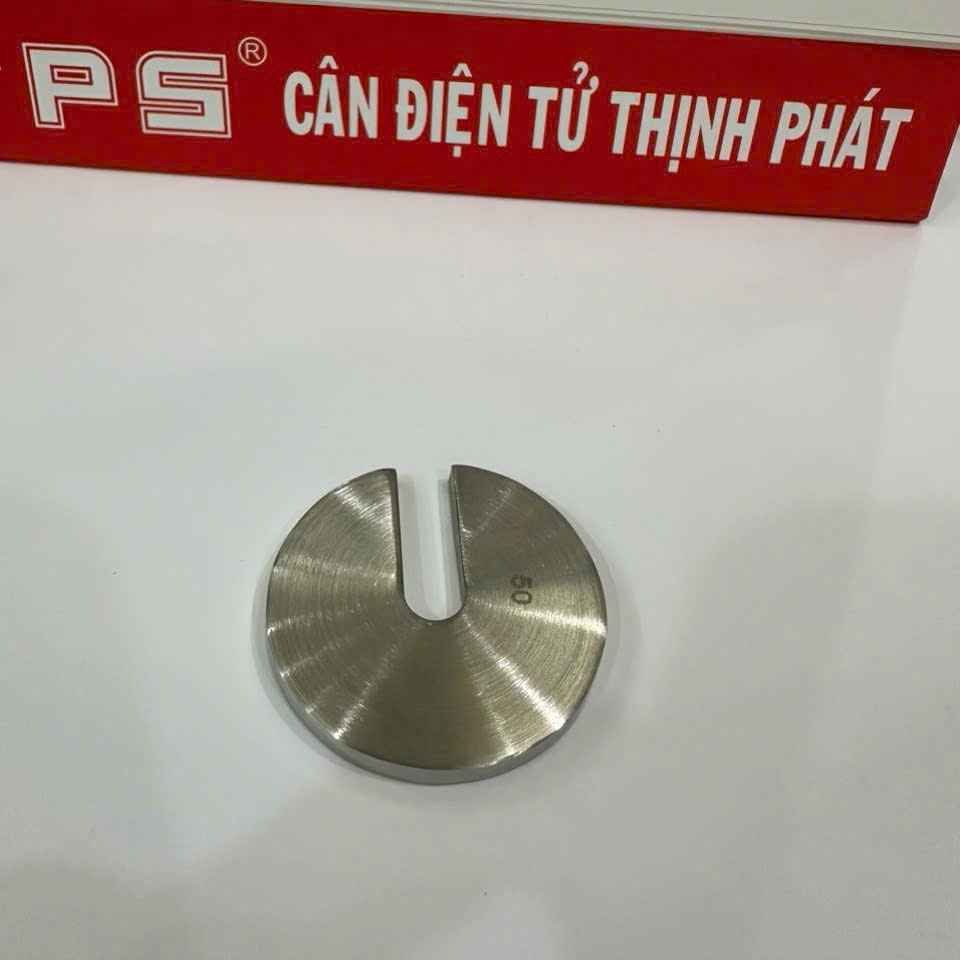 PS® CÂN ĐIỆN TỬ THỊNH PHÁT
50